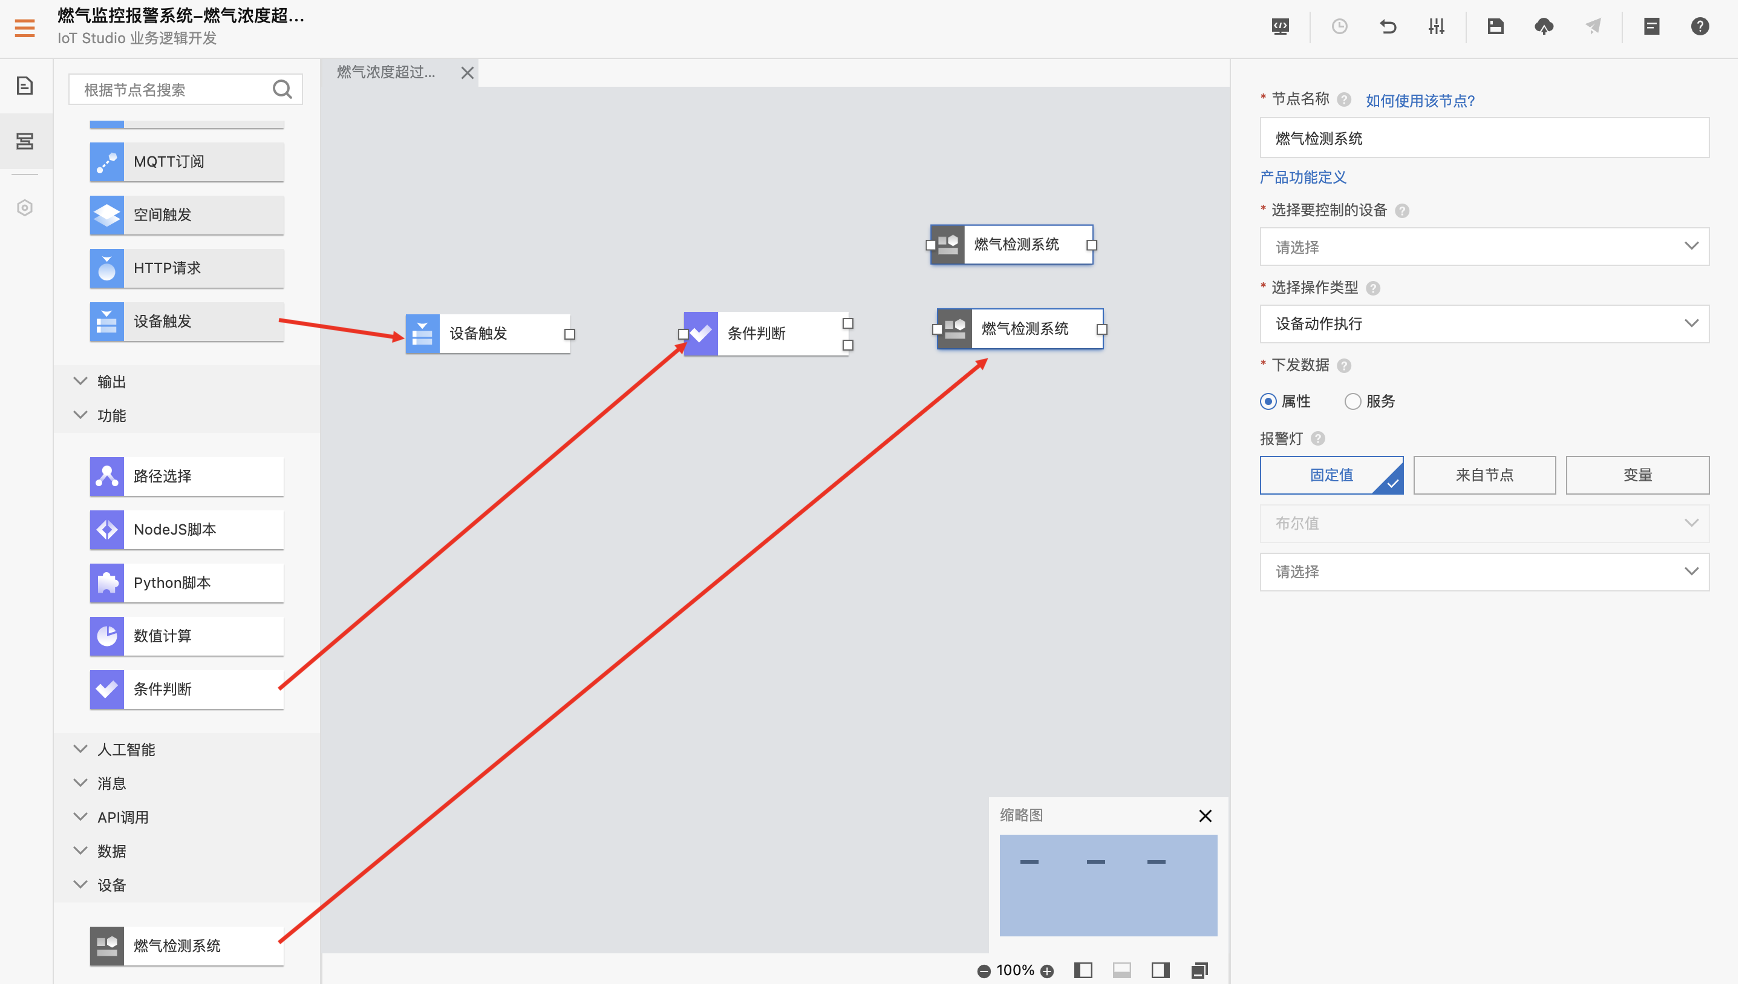 燃气监控报警系统–燃气浓度超...
IoT Studio 业务逻辑开发
根据节点名搜索
MQTT订阅
空间触发
HTTP请求
设备触发
输出
功能
路径选择
NodeJS脚本
Python脚本
数值计算
条件判断
人工智能
消息
API调用
数据
设备
燃气检测系统
燃气浓度超过...
设备触发
条件判断
燃气检测系统
燃气检测系统
缩略图
100%
* 节点名称 ? 如何使用该节点?
燃气检测系统
产品功能定义
* 选择要控制的设备 ?
请选择
* 选择操作类型 ?
设备动作执行
* 下发数据 ?
属性 服务
报警灯 ?
固定值 来自节点 变量
布尔值
请选择